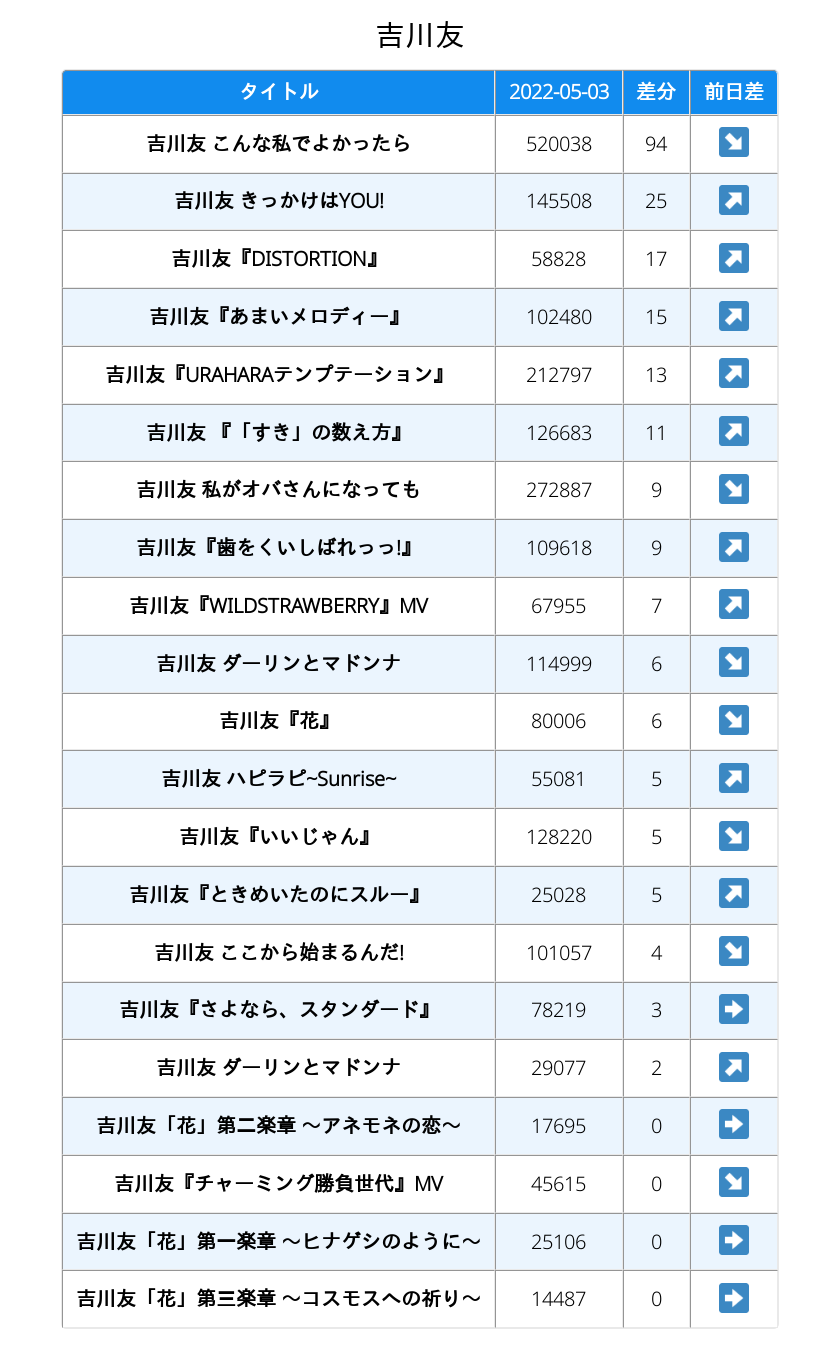 吉川友
タイトル 2022-05-03 差分 前日差
吉川友 こんな私でよかったら 520038 94 ↘
吉川友 きっかけはYOU! 145508 25 ↗
吉川友『DISTORTION』 58828 17 ↗
吉川友『あまいメロディー』 102480 15 ↗
吉川友『URAHARAテンプテーション』 212797 13 ↗
吉川友 『「すき」の数え方』 126683 11 ↗
吉川友 私がオバさんになっても 272887 9 ↘
吉川友『歯をくいしばれっっ!』 109618 9 ↗
吉川友『WILDSTRAWBERRY』MV 67955 7 ↗
吉川友 ダーリンとマドンナ 114999 6 ↘
吉川友『花』 80006 6 ↘
吉川友 ハピラピ~Sunrise~ 55081 5 ↗
吉川友『いいじゃん』 128220 5 ↘
吉川友『ときめいたのにスルー』 25028 5 ↗
吉川友 ここから始まるんだ! 101057 4 ↘
吉川友『さよなら、スタンダード』 78219 3 →
吉川友 ダーリンとマドンナ 29077 2 ↗
吉川友「花」第二楽章 〜アネモネの恋〜 17695 0 →
吉川友『チャーミング勝負世代』MV 45615 0 ↘
吉川友「花」第一楽章 〜ヒナゲシのように〜 25106 0 →
吉川友「花」第三楽章 〜コスモスへの祈り〜 14487 0 →